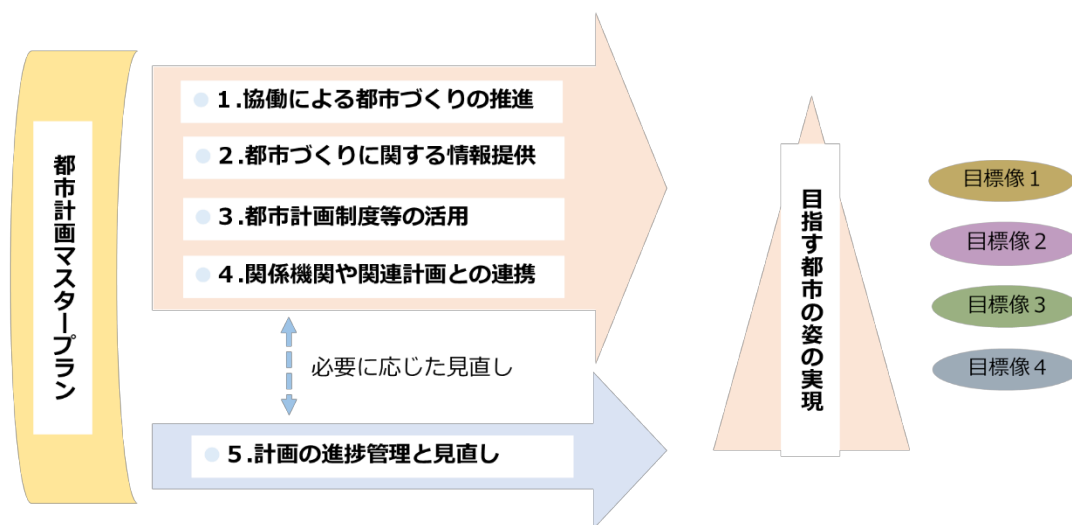 都市計画マスタープラン
１.協働による都市づくりの推進
２.都市づくりに関する情報提供
３.都市計画制度等の活用
４.関係機関や関連計画との連携
必要に応じた見直し
５.計画の進捗管理と見直し
目指す都市の姿の実現
目標像１
目標像２
目標像３
目標像４